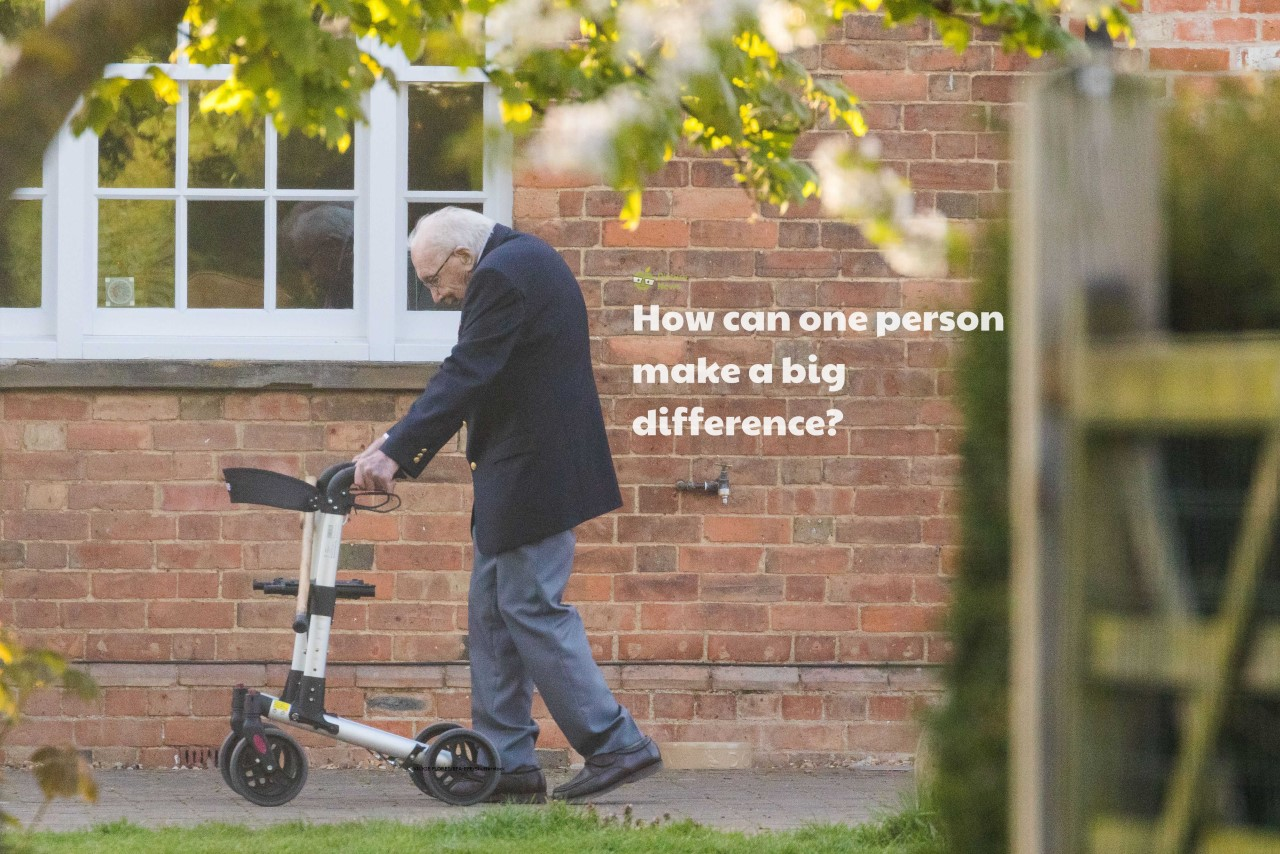 How can one person
make a big
difference?